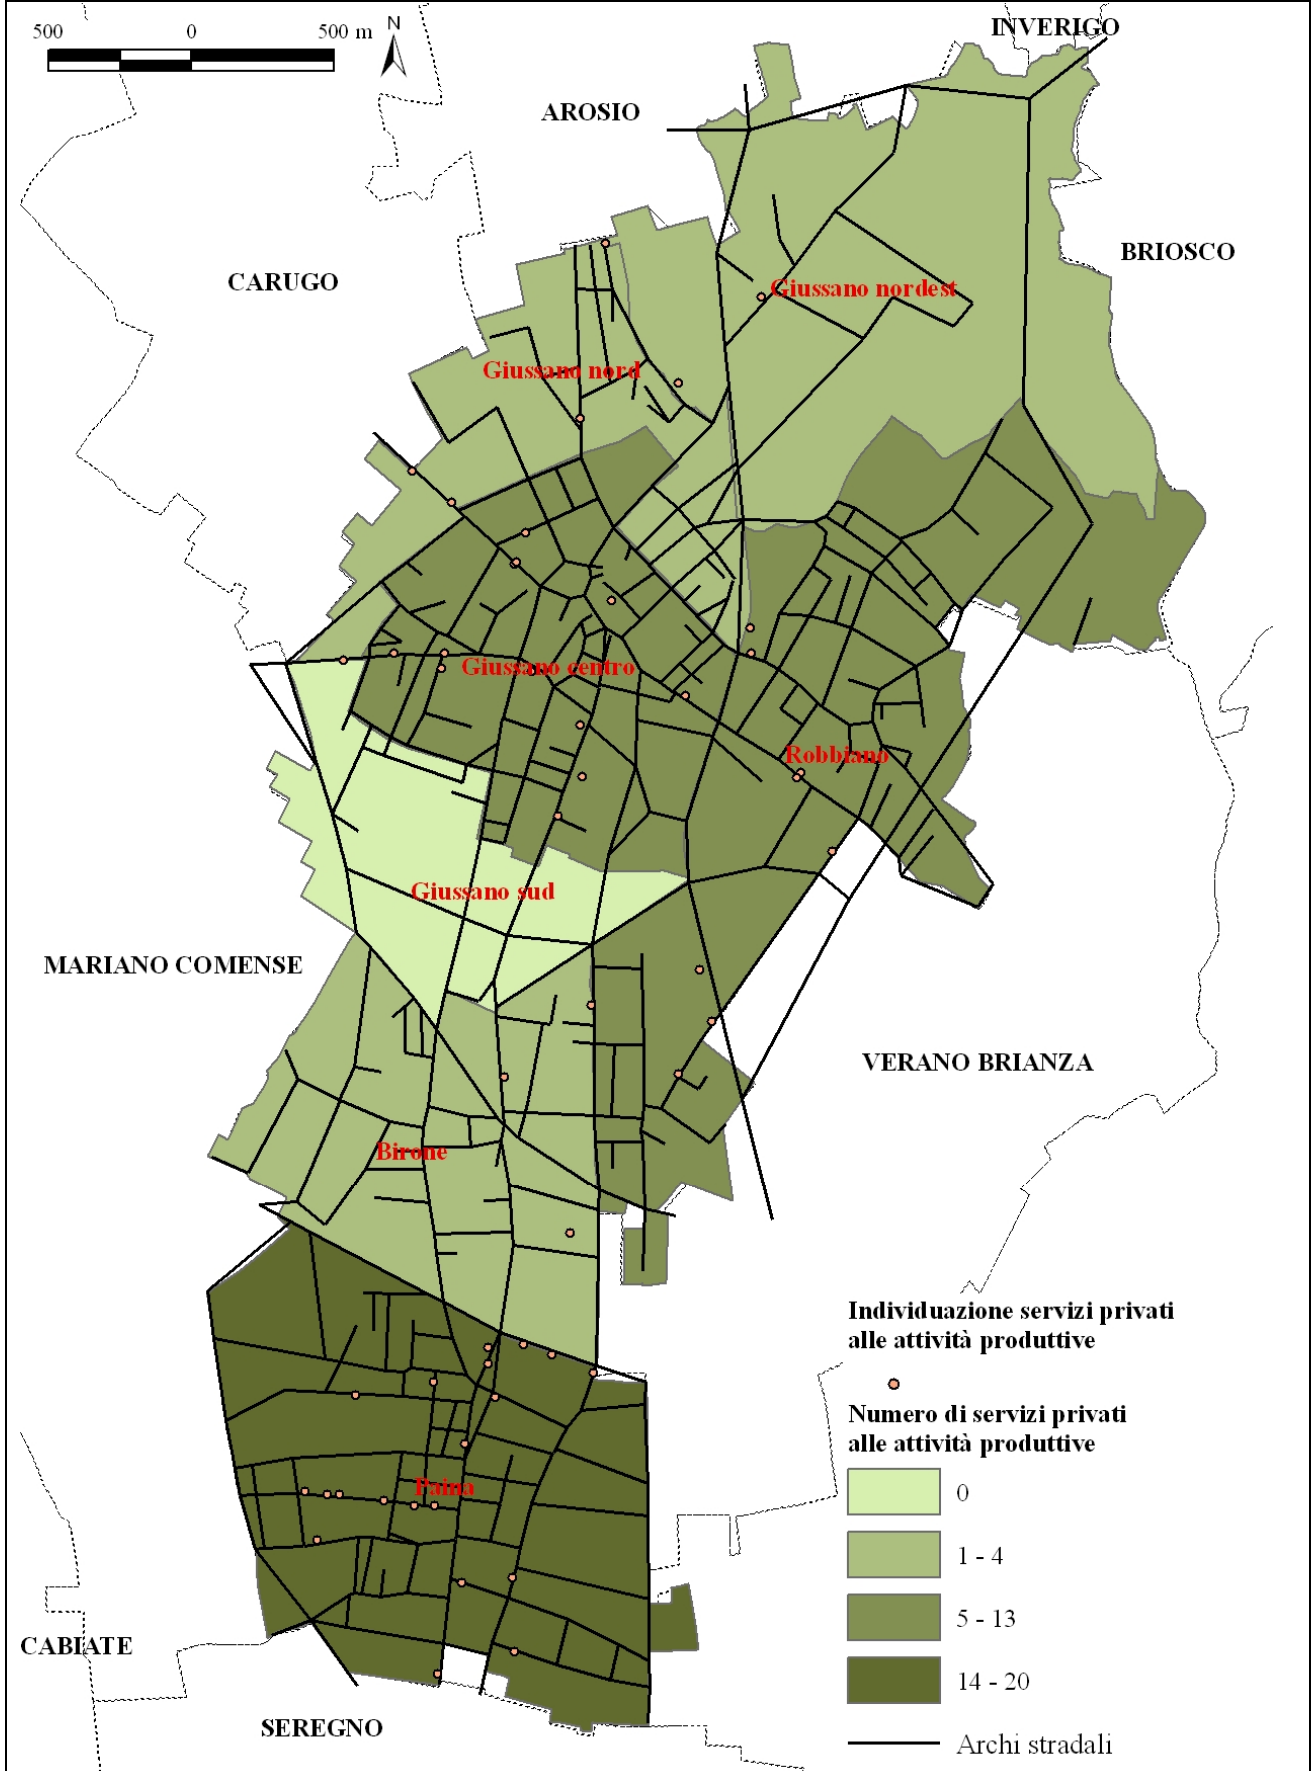 500 0 500 m
N
INVERIGO
AROSIO
BRIOSCO
CARUGO
Giussano nordest
Giussano nord
Giussano centro
Robbiano
Giussano sud
MARIANO COMENSE
VERANO BRIANZA
Birone
Individuazione servizi privati
alle attività produttive
Numero di servizi privati
alle attività produttive
Paina
0
1 - 4
5 - 13
CABIATE
14 - 20
SEREGNO
Archi stradali